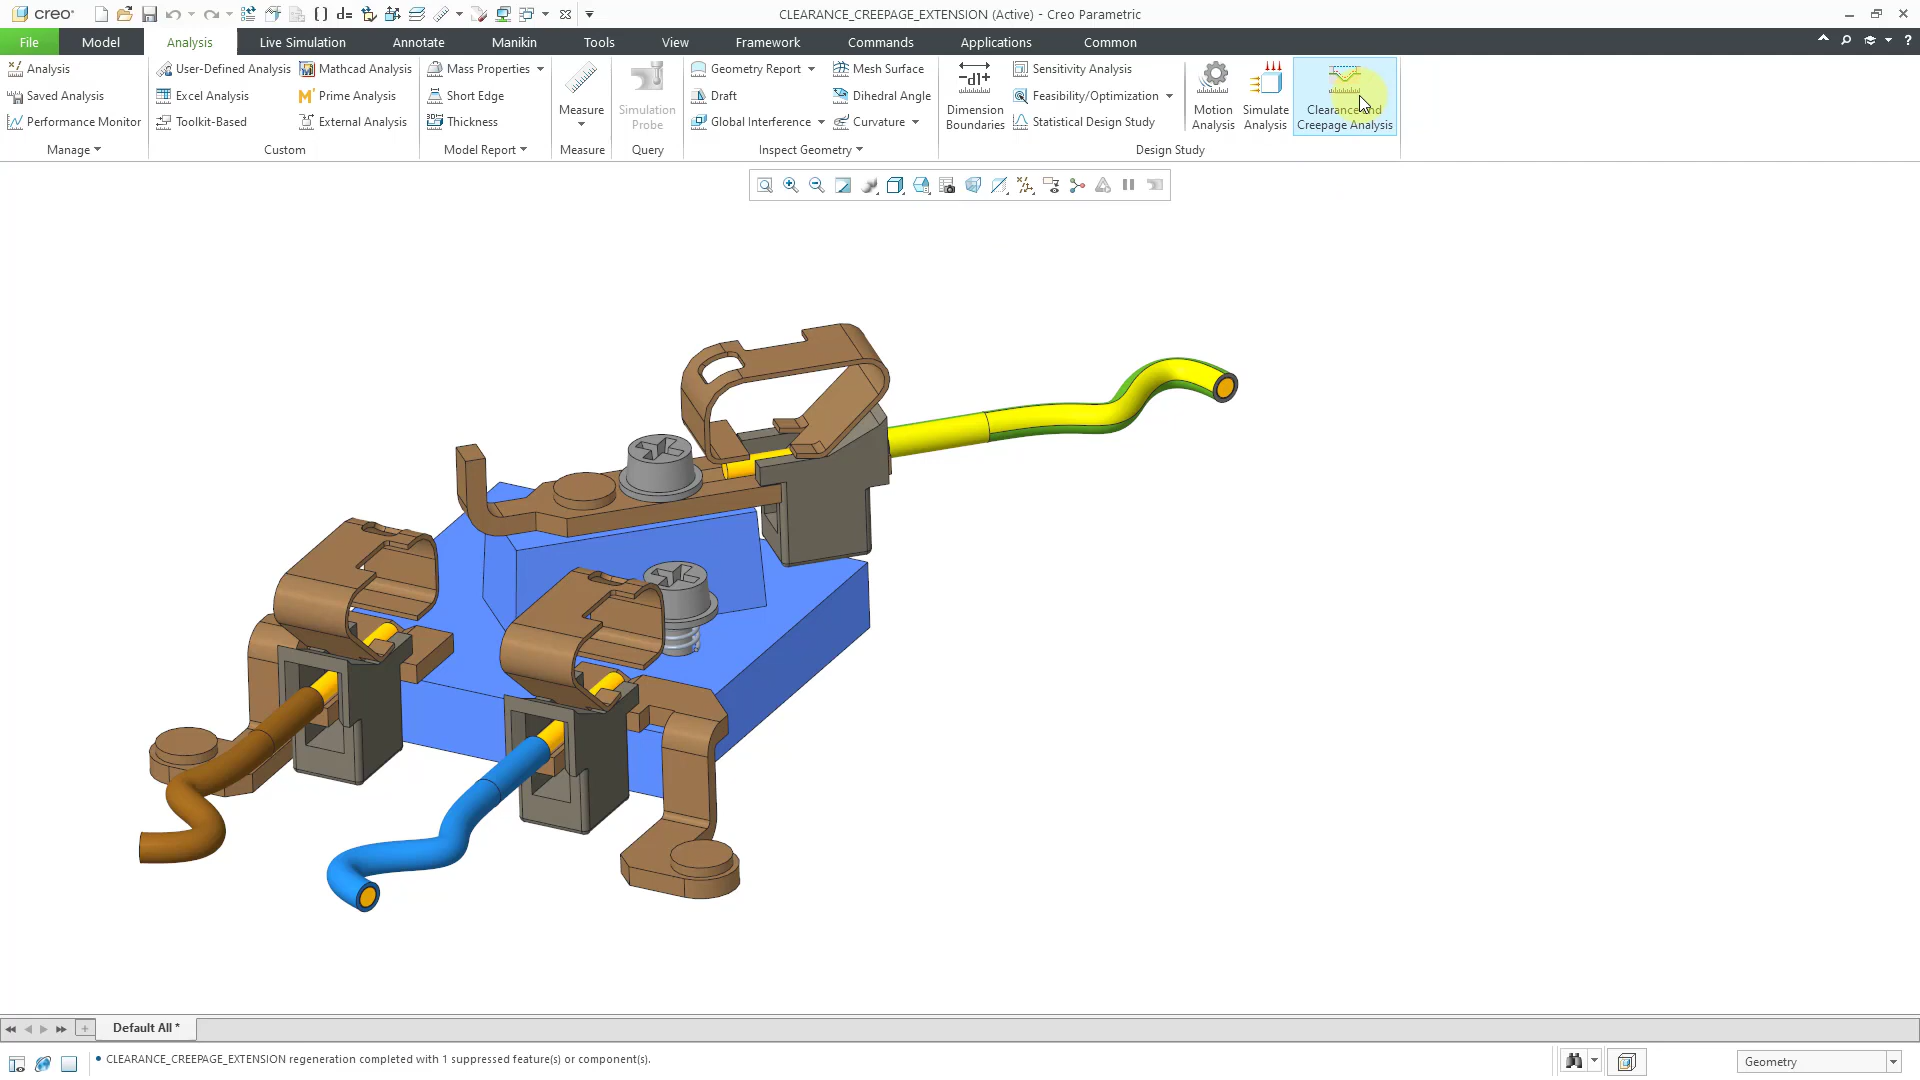 creo
d=
CLEARANCE_CREEPAGE_EXTENSION (Active) - Creo Parametric
File
Model
Analysis
Live Simulation
Annotate
Manikin
Tools
View
Framework
Commands
Applications
Common
Analysis
Saved Analysis
Performance Monitor
Manage
User-Defined Analysis
Excel Analysis
Toolkit-Based
Mathcad Analysis
Prime Analysis
External Analysis
Custom
Mass Properties
Short Edge
Thickness
Model Report
Measure
Measure
Simulation
Probe
Query
Geometry Report
Draft
Global Interference
Mesh Surface
Dihedral Angle
Curvature
Inspect Geometry
Dimension
Boundaries
Sensitivity Analysis
Feasibility/Optimization
Statistical Design Study
Motion
Analysis
Simulate
Analysis
Clearance and
Creepage Analysis
Design Study
Default All *
CLEARANCE_CREEPAGE_EXTENSION regeneration completed with 1 suppressed feature(s) or component(s).
Geometry